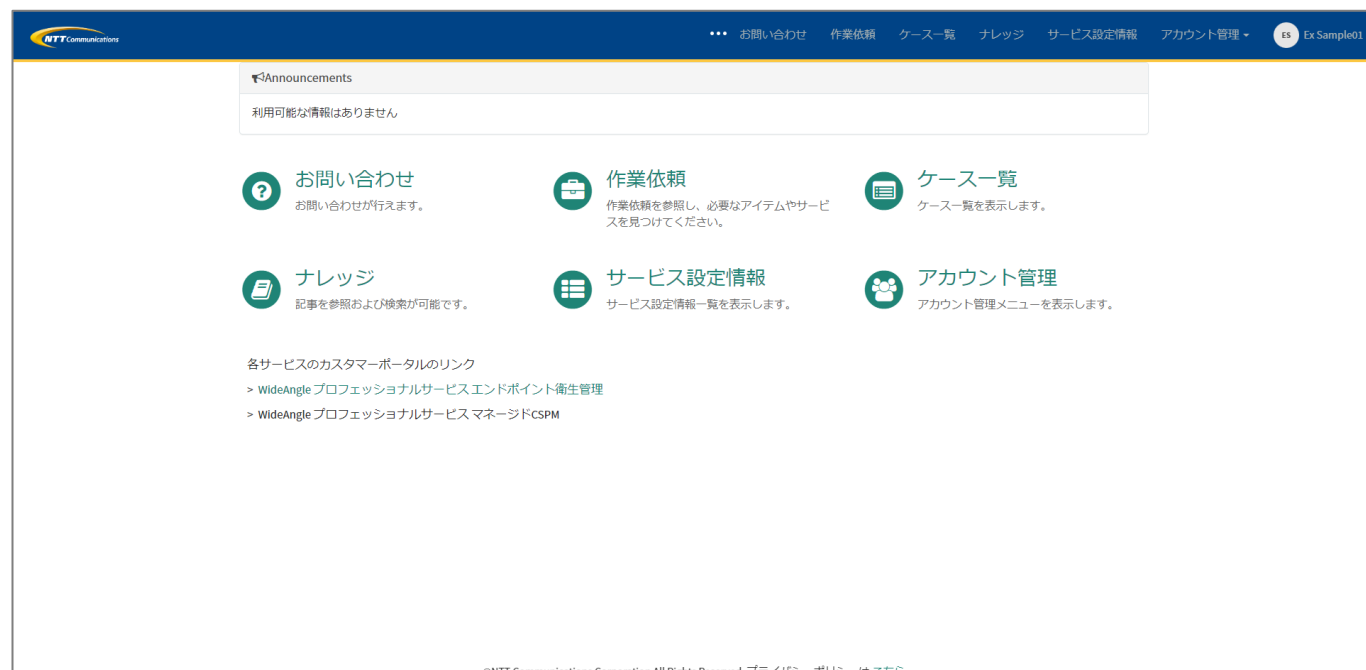 NTT Communications
••• お問い合わせ 作業依頼 ケース一覧 ナレッジ サービス設定情報 アカウント管理 ES Ex Sample01
Announcements
利用可能な情報はありません
お問い合わせ
お問い合わせが行えます。
作業依頼
作業依頼を参照し、必要なアイテムやサービ
スを見つけてください。
ケース一覧
ケース一覧を表示します。
ナレッジ
記事を参照および検索が可能です。
サービス設定情報
サービス設定情報一覧を表示します。
アカウント管理
アカウント管理メニューを表示します。
各サービスのカスタマーポータルのリンク
> WideAngle プロフェッショナルサービス エンドポイント衛生管理
> WideAngle プロフェッショナルサービス マネージドCSPM